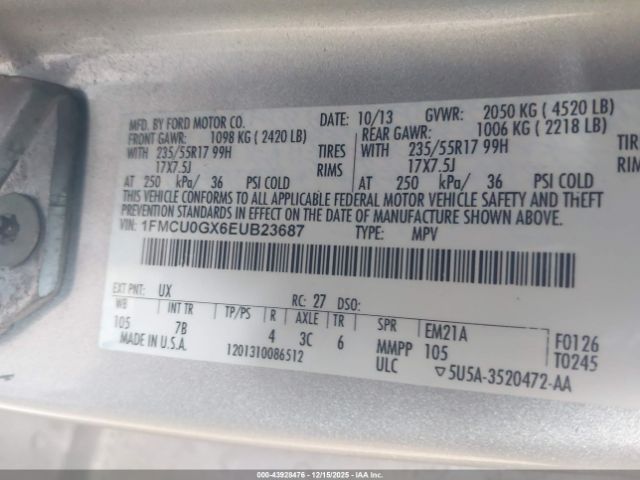 MFD. BY FORD MOTOR CO.
DATE: 10/13 GVWR: 2050 KG ( 4520 LB)
FRONT GAWR: 1098 KG ( 2420 LB) REAR GAWR: 1006 KG ( 2218 LB)
WITH 235/55R17 99H TIRES WITH 235/55R17 99H TIRES
17X7.5J RIMS 17X7.5J RIMS
AT 250 kPa/ 36 PSI COLD AT 250 kPa/ 36 PSI COLD
THIS VEHICLE CONFORMS TO ALL APPLICABLE FEDERAL MOTOR VEHICLE SAFETY AND THEFT
PREVENTION STANDARDS IN EFFECT ON THE DATE OF MANUFACTURE SHOWN ABOVE.
VIN: 1FMCU0GX6EUB23687 TYPE: MPV
EXT PNT: UX RC: 27 DSO:
WB INT TR TP/PS R AXLE TR SPR EM21A F0126
105 7B 4 3C 6 MMPP 105 T0245
MADE IN U.S.A. 1201310086512 ULC ▽5U5A-3520472-AA
000-43928476 - 12/15/2025 - COPYRIGHT © IAA, LLC